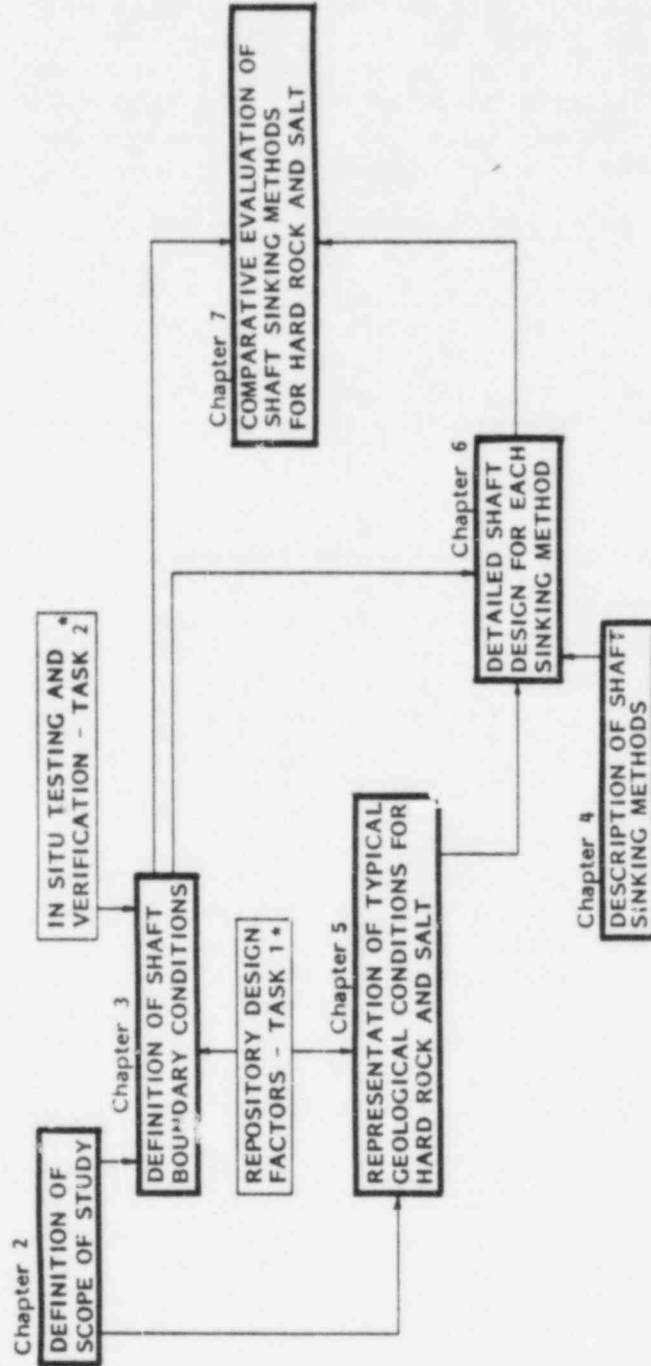 Chapter 2
DEFINITION OF
SCOPE OF STUDY
IN SITU TESTING AND
VERIFICATION - TASK 2*
Chapter 3
DEFINITION OF SHAFT
BOUNDARY CONDITIONS
REPOSITORY DESIGN
FACTORS - TASK 1*
Chapter 5
REPRESENTATION OF TYPICAL
GEOLOGICAL CONDITIONS FOR
HARD ROCK AND SALT
Chapter 4
DESCRIPTION OF SHAFT
SINKING METHODS
Chapter 6
DETAILED SHAFT
DESIGN FOR EACH
SINKING METHOD
Chapter 7
COMPARATIVE EVALUATION OF
SHAFT SINKING METHODS
FOR HARD ROCK AND SALT